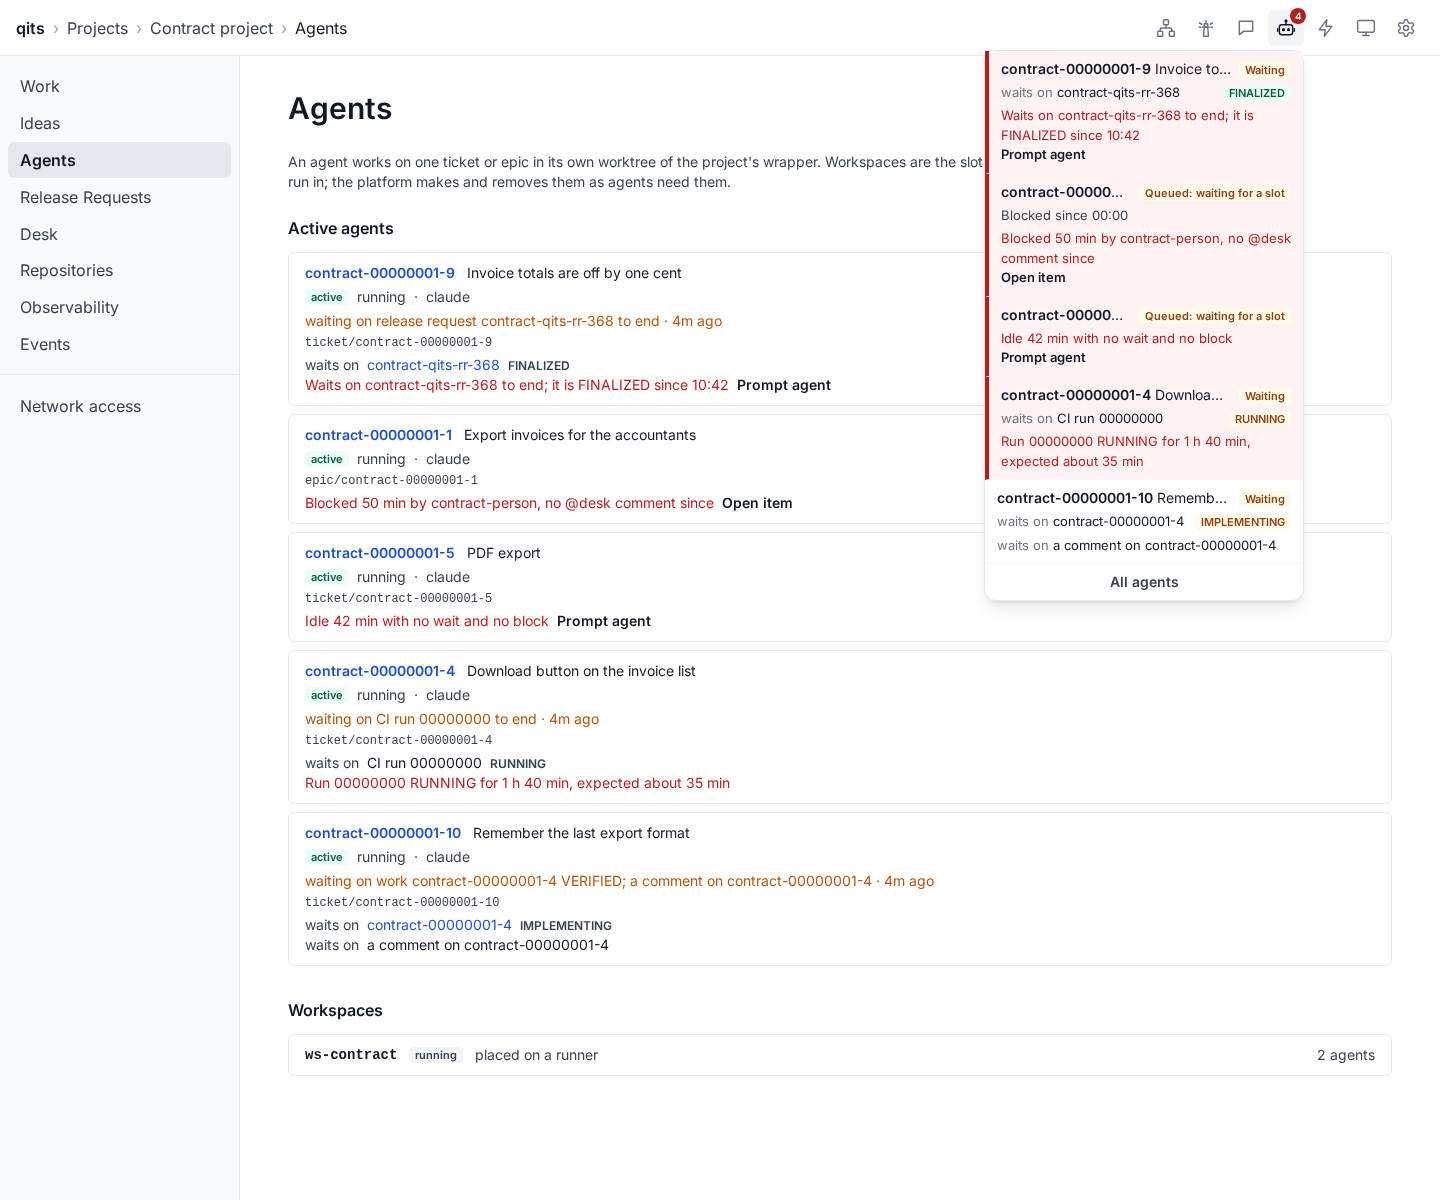 qits › Projects › Contract project › Agents
4
Work
Ideas
Agents
Release Requests
Desk
Repositories
Observability
Events
Network access
Agents
An agent works on one ticket or epic in its own worktree of the project's wrapper. Workspaces are the slot
run in; the platform makes and removes them as agents need them.
Active agents
contract-00000001-9 Invoice totals are off by one cent
active running · claude
waiting on release request contract-qits-rr-368 to end · 4m ago
ticket/contract-00000001-9
waits on contract-qits-rr-368 FINALIZED
Waits on contract-qits-rr-368 to end; it is FINALIZED since 10:42 Prompt agent
contract-00000001-1 Export invoices for the accountants
active running · claude
epic/contract-00000001-1
Blocked 50 min by contract-person, no @desk comment since Open item
contract-00000001-5 PDF export
active running · claude
ticket/contract-00000001-5
Idle 42 min with no wait and no block Prompt agent
contract-00000001-4 Download button on the invoice list
active running · claude
waiting on CI run 00000000 to end · 4m ago
ticket/contract-00000001-4
waits on CI run 00000000 RUNNING
Run 00000000 RUNNING for 1 h 40 min, expected about 35 min
contract-00000001-10 Remember the last export format
active running · claude
waiting on work contract-00000001-4 VERIFIED; a comment on contract-00000001-4 · 4m ago
ticket/contract-00000001-10
waits on contract-00000001-4 IMPLEMENTING
waits on a comment on contract-00000001-4
Workspaces
ws-contract running placed on a runner 2 agents
contract-00000001-9 Invoice to... Waiting
waits on contract-qits-rr-368 FINALIZED
Waits on contract-qits-rr-368 to end; it is
FINALIZED since 10:42
Prompt agent
contract-00000... Queued: waiting for a slot
Blocked since 00:00
Blocked 50 min by contract-person, no @desk
comment since
Open item
contract-00000... Queued: waiting for a slot
Idle 42 min with no wait and no block
Prompt agent
contract-00000001-4 Downloa... Waiting
waits on CI run 00000000 RUNNING
Run 00000000 RUNNING for 1 h 40 min,
expected about 35 min
contract-00000001-10 Rememb... Waiting
waits on contract-00000001-4 IMPLEMENTING
waits on a comment on contract-00000001-4
All agents